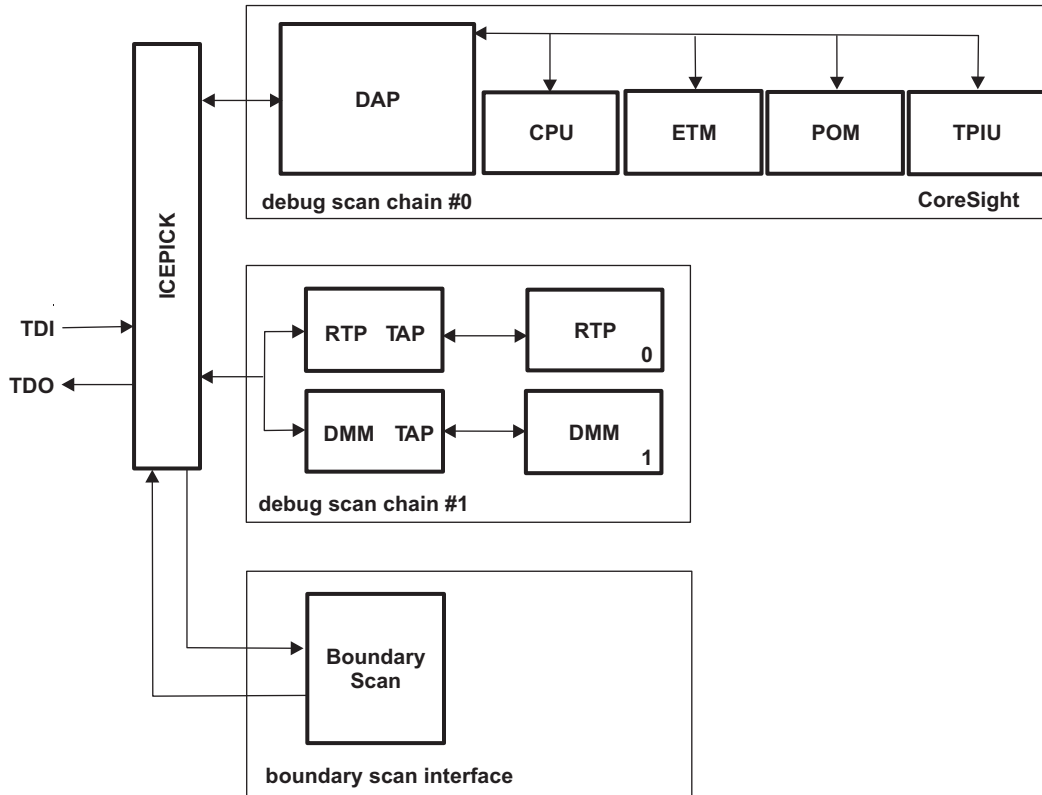 DAP
CPU
ETM
POM
TPIU
debug scan chain #0
CoreSight
ICEPICK
TDI
TDO
RTP TAP
RTP
0
DMM TAP
DMM
1
debug scan chain #1
Boundary
Scan
boundary scan interface